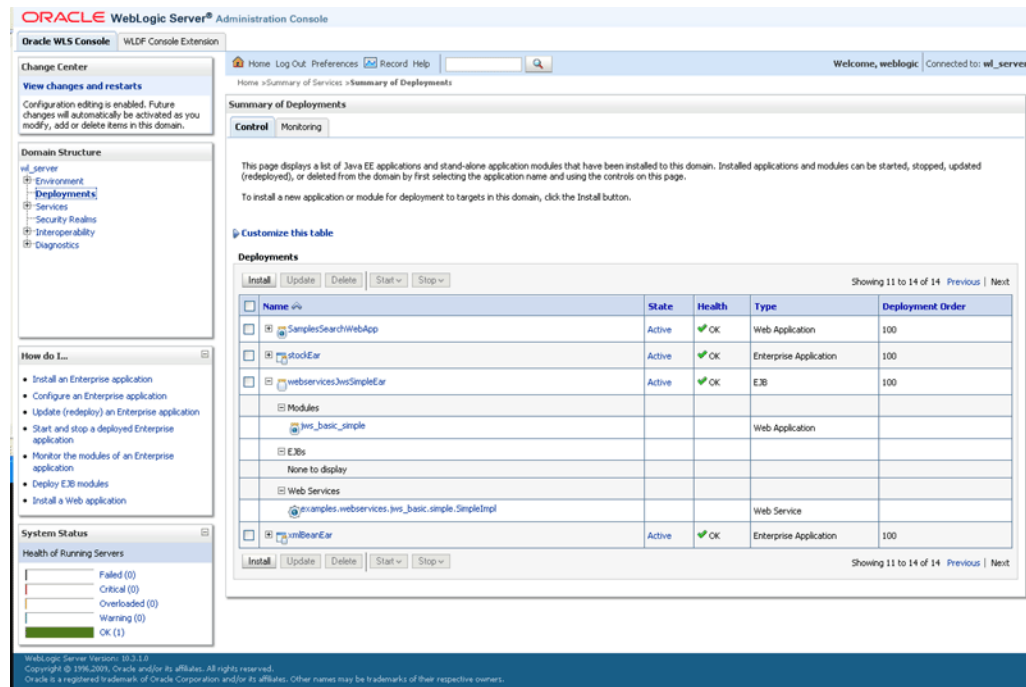 ORACLE WebLogic Server® Administration Console
Oracle WLS Console WLDF Console Extension
Change Center
View changes and restarts
Configuration editing is enabled. Future
changes will automatically be activated as you
modify, add or delete items in this domain.
Domain Structure
wl_server
Environment
Deployments
Services
Security Realms
Interoperability
Diagnostics
How do I...
Install an Enterprise application
Configure an Enterprise application
Update (redeploy) an Enterprise application
Start and stop a deployed Enterprise
application
Monitor the modules of an Enterprise
application
Deploy EJB modules
Install a Web application
System Status
Health of Running Servers
Failed (0)
Critical (0)
Overloaded (0)
Warning (0)
OK (1)
Home Log Out Preferences Record Help
Welcome, weblogic Connected to: wl_server
Home >Summary of Services >Summary of Deployments
Summary of Deployments
Control Monitoring
This page displays a list of Java EE applications and stand-alone application modules that have been installed to this domain. Installed applications and modules can be started, stopped, updated
(redeployed), or deleted from the domain by first selecting the application name and using the controls on this page.
To install a new application or module for deployment to targets in this domain, click the Install button.
Customize this table
Deployments
Install Update Delete Start Stop Showing 11 to 14 of 14 Previous | Next
Name State Health Type Deployment Order
SamplesSearchWebApp Active OK Web Application 100
stockEar Active OK Enterprise Application 100
webservicesJwsSimpleEar Active OK EJB 100
Modules
jws_basic_simple Web Application
EJBs
None to display
Web Services
examples.webservices.jws_basic.simple.SimpleImpl Web Service
xmlBeanEar Active OK Enterprise Application 100
Install Update Delete Start Stop Showing 11 to 14 of 14 Previous | Next
WebLogic Server Version: 10.3.1.0
Copyright © 1996,2009, Oracle and/or its affiliates. All rights reserved.
Oracle is a registered trademark of Oracle Corporation and/or its affiliates. Other names may be trademarks of their respective owners.